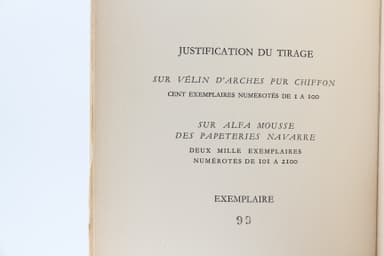 JUSTIFICATION DU TIRAGE
SUR VÉLIN D'ARCHES PUR CHIFFON
CENT EXEMPLAIRES NUMÉROTÉS DE 1 A 100
SUR ALFA MOUSSE
DES PAPETERIES NAVARRE
DEUX MILLE EXEMPLAIRES
NUMÉROTÉS DE 101 A 2100
EXEMPLAIRE
99